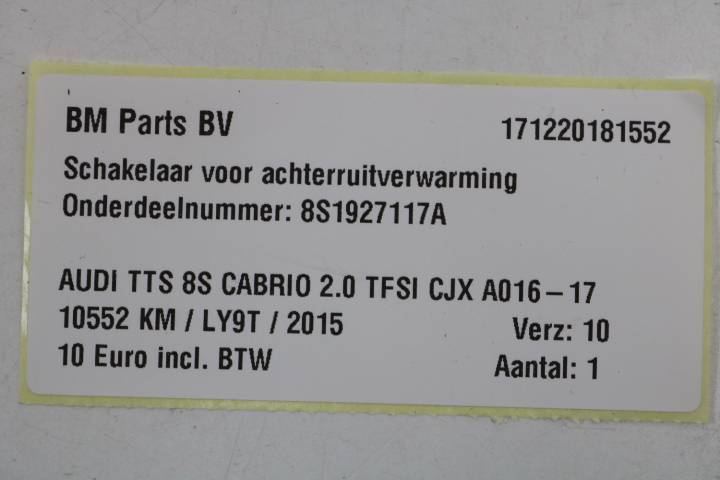 BM Parts BV 171220181552
Schakelaar voor achterruitverwarming
Onderdeelnummer: 8S1927117A
AUDI TTS 8S CABRIO 2.0 TFSI CJX A016-17
10552 KM / LY9T / 2015 Verz: 10
10 Euro incl. BTW Aantal: 1